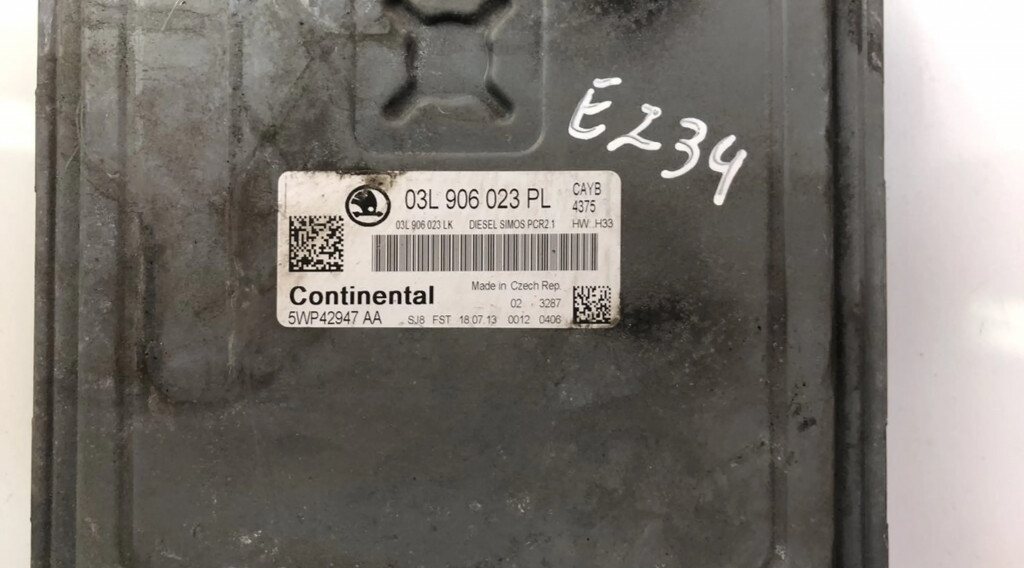 EZ34
03L 906 023 PL CAYB
4375
03L 906 023 LK DIESEL SIMOS PCR2.1 HW H33
Made in Czech Rep.
Continental 02 3287
5WP42947 AA SJ8 FST 18.07.13 0012 0406